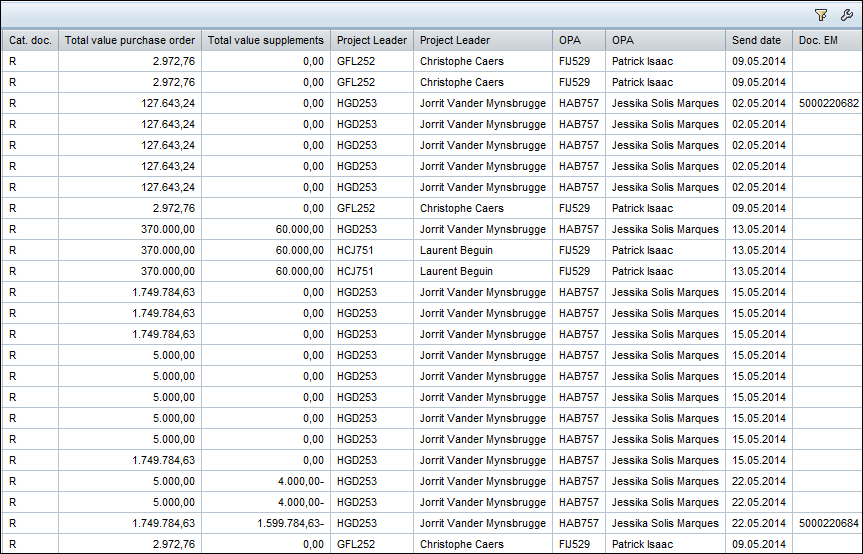 Cat. doc. Total value purchase order Total value supplements Project Leader Project Leader OPA OPA Send date Doc. EM
R 2.972,76 0,00 GFL252 Christophe Caers FIJ529 Patrick Isaac 09.05.2014
R 2.972,76 0,00 GFL252 Christophe Caers FIJ529 Patrick Isaac 09.05.2014
R 127.643,24 0,00 HGD253 Jorrit Vander Mynsbrugge HAB757 Jessika Solis Marques 02.05.2014 5000220682
R 127.643,24 0,00 HGD253 Jorrit Vander Mynsbrugge HAB757 Jessika Solis Marques 02.05.2014
R 127.643,24 0,00 HGD253 Jorrit Vander Mynsbrugge HAB757 Jessika Solis Marques 02.05.2014
R 127.643,24 0,00 HGD253 Jorrit Vander Mynsbrugge HAB757 Jessika Solis Marques 02.05.2014
R 127.643,24 0,00 HGD253 Jorrit Vander Mynsbrugge HAB757 Jessika Solis Marques 02.05.2014
R 2.972,76 0,00 GFL252 Christophe Caers FIJ529 Patrick Isaac 09.05.2014
R 370.000,00 60.000,00 HGD253 Jorrit Vander Mynsbrugge FIJ529 Patrick Isaac 13.05.2014
R 370.000,00 60.000,00 HCJ751 Laurent Beguin FIJ529 Patrick Isaac 13.05.2014
R 370.000,00 60.000,00 HCJ751 Laurent Beguin FIJ529 Patrick Isaac 13.05.2014
R 1.749.784,63 0,00 HGD253 Jorrit Vander Mynsbrugge HAB757 Jessika Solis Marques 15.05.2014
R 1.749.784,63 0,00 HGD253 Jorrit Vander Mynsbrugge HAB757 Jessika Solis Marques 15.05.2014
R 1.749.784,63 0,00 HGD253 Jorrit Vander Mynsbrugge HAB757 Jessika Solis Marques 15.05.2014
R 5.000,00 0,00 HGD253 Jorrit Vander Mynsbrugge HAB757 Jessika Solis Marques 15.05.2014
R 5.000,00 0,00 HGD253 Jorrit Vander Mynsbrugge HAB757 Jessika Solis Marques 15.05.2014
R 5.000,00 0,00 HGD253 Jorrit Vander Mynsbrugge HAB757 Jessika Solis Marques 15.05.2014
R 5.000,00 0,00 HGD253 Jorrit Vander Mynsbrugge HAB757 Jessika Solis Marques 15.05.2014
R 5.000,00 0,00 HGD253 Jorrit Vander Mynsbrugge HAB757 Jessika Solis Marques 15.05.2014
R 1.749.784,63 0,00 HGD253 Jorrit Vander Mynsbrugge HAB757 Jessika Solis Marques 15.05.2014
R 5.000,00 4.000,00- HGD253 Jorrit Vander Mynsbrugge HAB757 Jessika Solis Marques 22.05.2014
R 5.000,00 4.000,00- HGD253 Jorrit Vander Mynsbrugge HAB757 Jessika Solis Marques 22.05.2014
R 1.749.784,63 1.599.784,63- HGD253 Jorrit Vander Mynsbrugge HAB757 Jessika Solis Marques 22.05.2014 5000220684
R 2.972,76 0,00 GFL252 Christophe Caers FIJ529 Patrick Isaac 09.05.2014